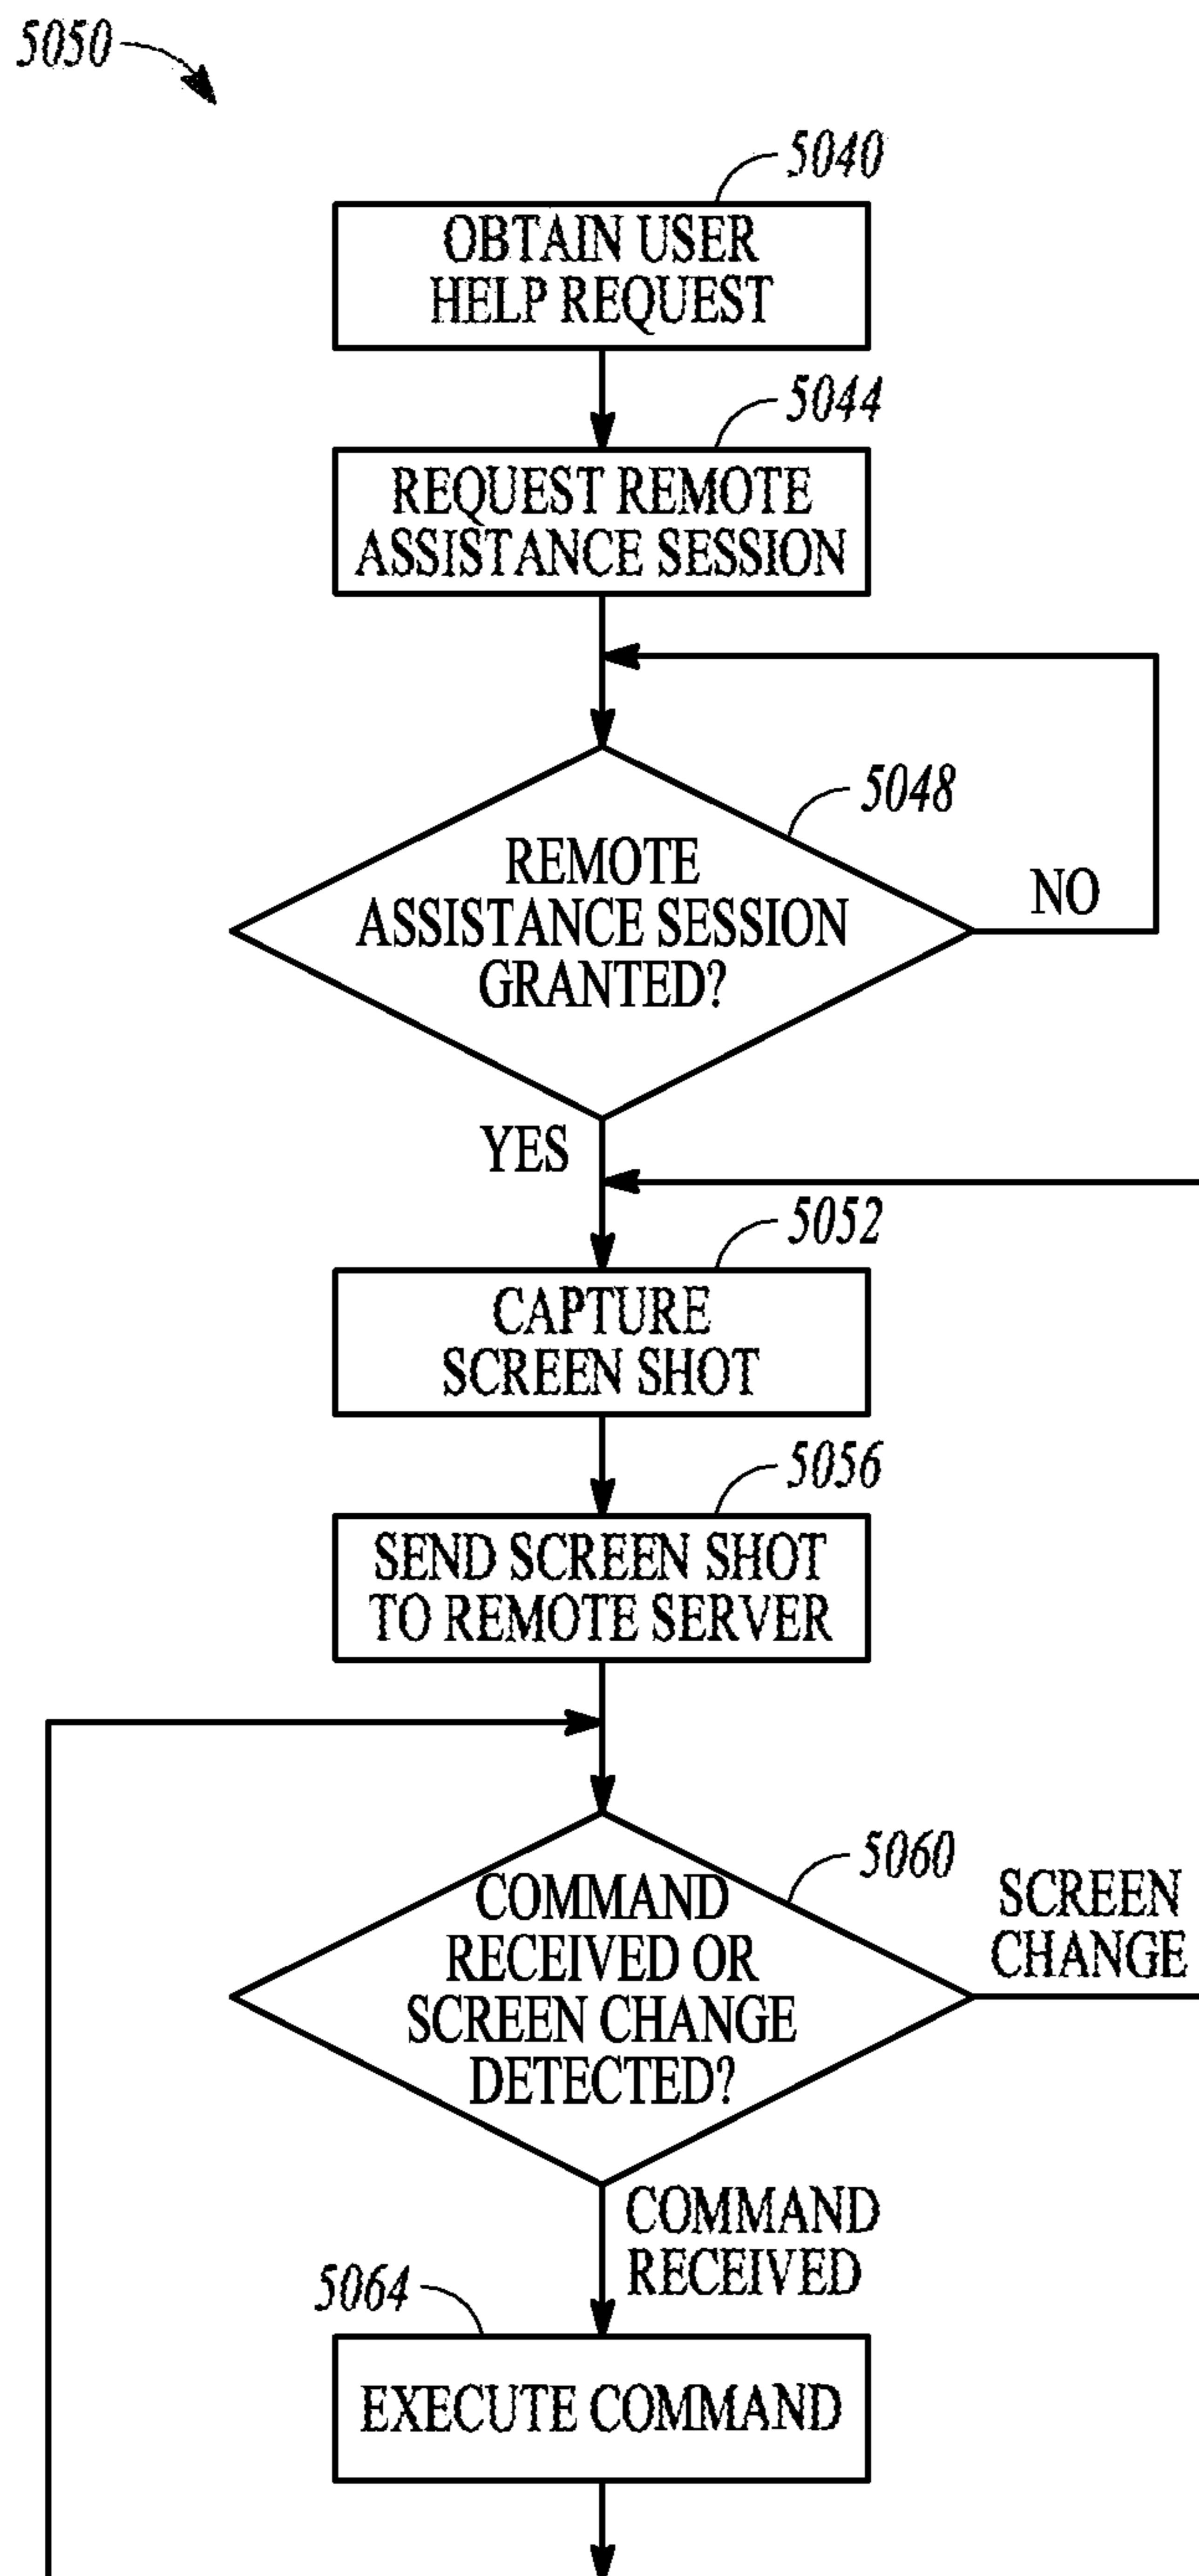 5050
5040
OBTAIN USER
HELP REQUEST
5044
REQUEST REMOTE
ASSISTANCE SESSION
5048
REMOTE
ASSISTANCE SESSION
GRANTED?
NO
YES
5052
CAPTURE
SCREEN SHOT
5056
SEND SCREEN SHOT
TO REMOTE SERVER
5060
COMMAND
RECEIVED OR
SCREEN CHANGE
DETECTED?
SCREEN
CHANGE
COMMAND
RECEIVED
5064
EXECUTE COMMAND